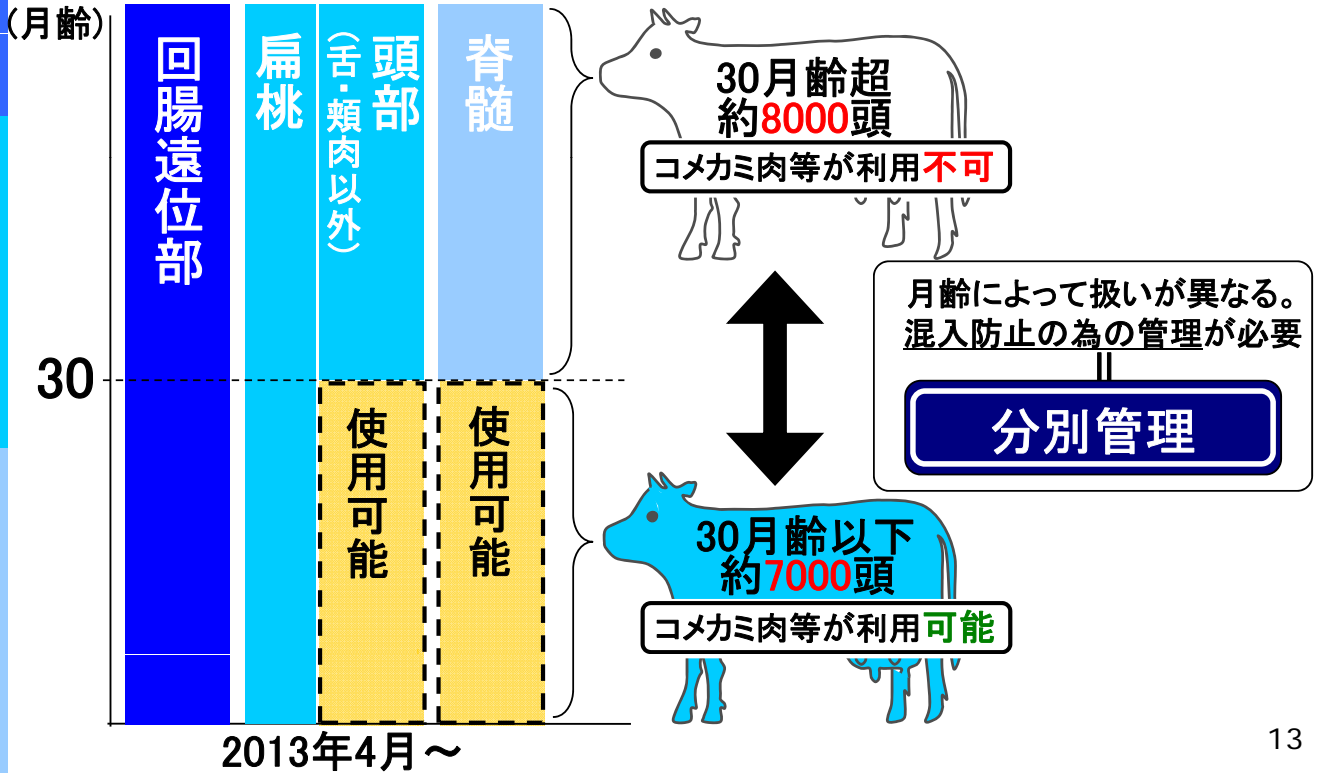 (月齢)
回腸遠位部
扁桃
頭部
（舌・頬肉以外）
脊髄
30月齢超
約8000頭
コメカミ肉等が利用不可
月齢によって扱いが異なる。
混入防止の為の管理が必要
分別管理
30
使用可能
使用可能
30月齢以下
約7000頭
コメカミ肉等が利用可能
2013年4月～
13